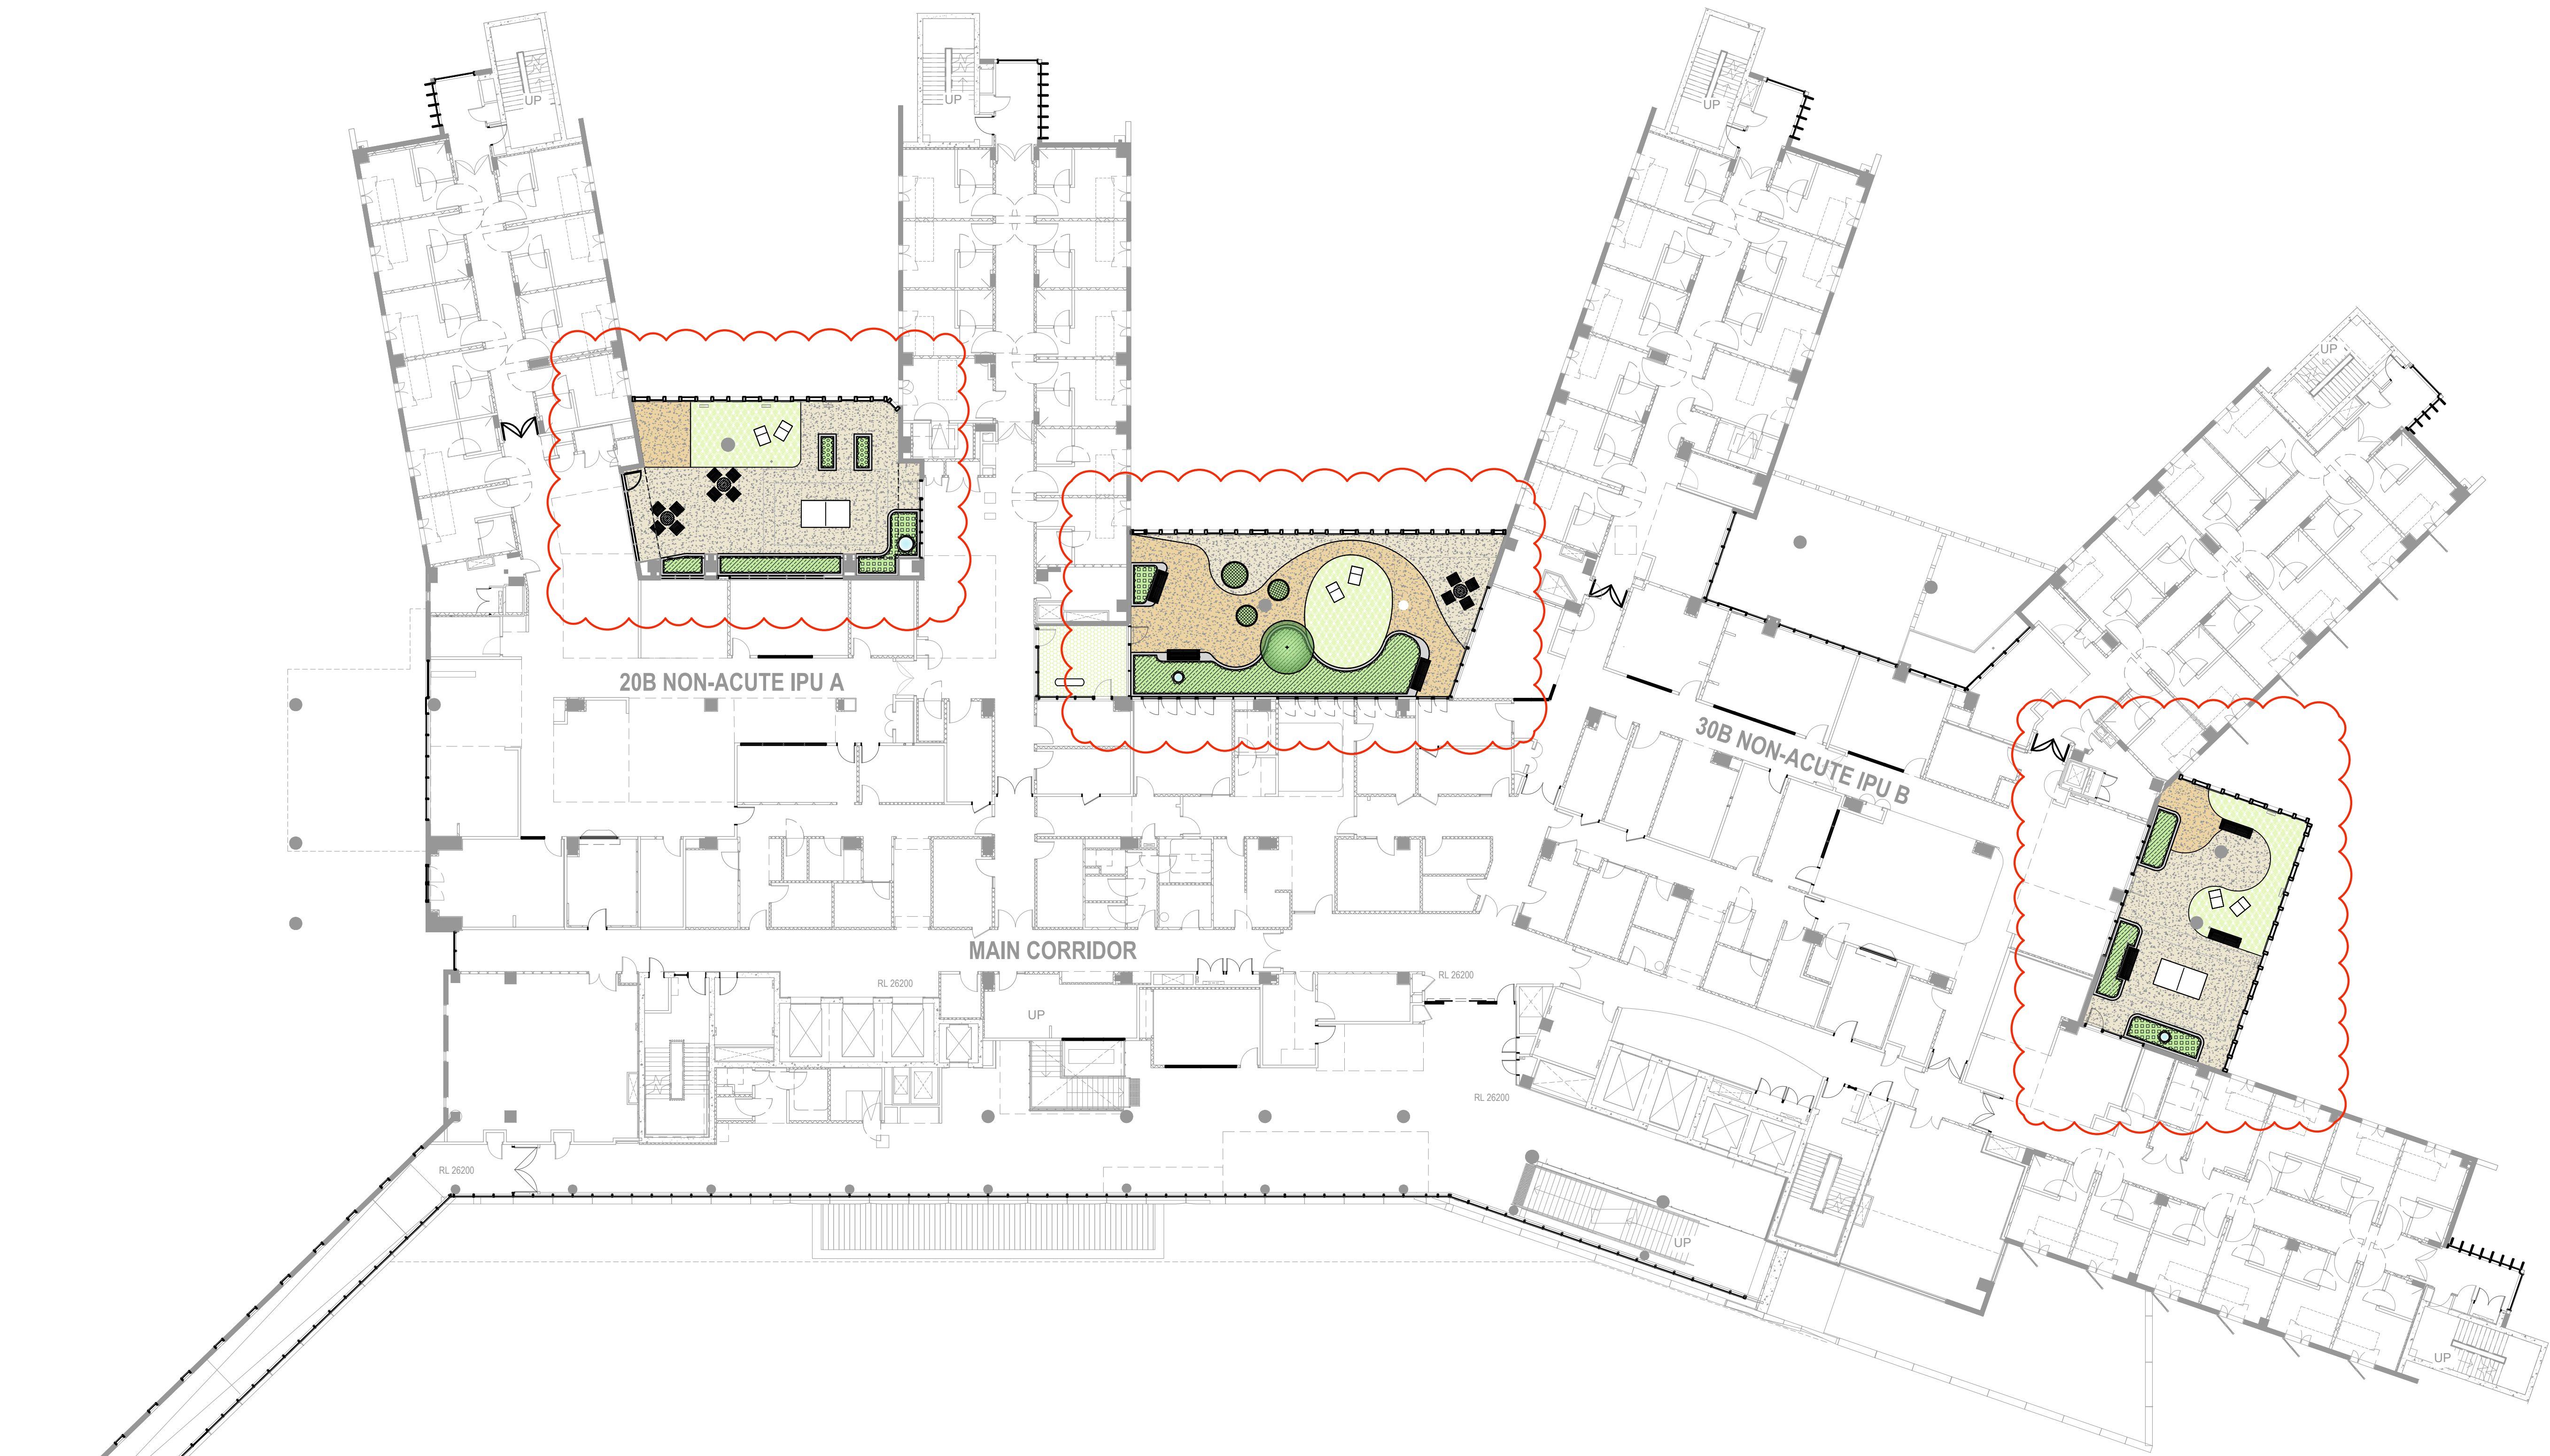 UP
UP
UP
UP
20B NON-ACUTE IPU A
30B NON-ACUTE IPU B
MAIN CORRIDOR
RL 26200
RL 26200
UP
RL 26200
RL 26200
UP
UP